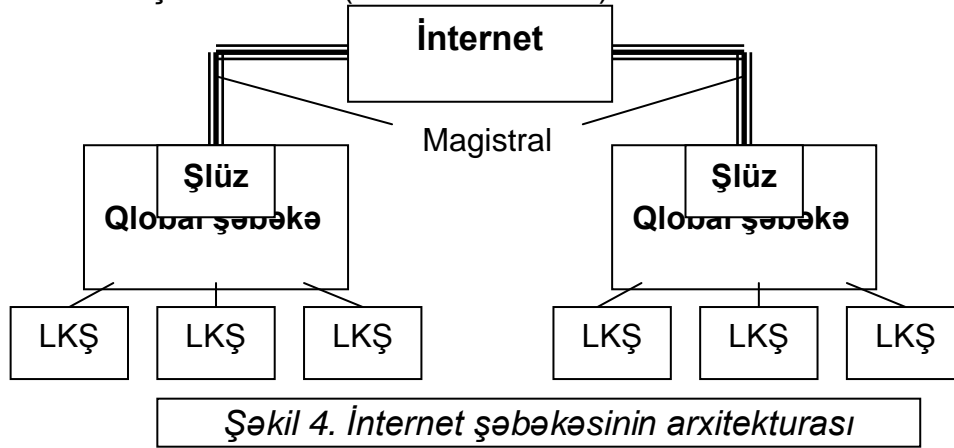 İnternet
Magistral
Şlüz Şlüz
Qlobal şəbəkə Qlobal şəbəkə
LKŞ LKŞ LKŞ LKŞ LKŞ LKŞ
Şəkil 4. İnternet şəbəkəsinin arxitekturası